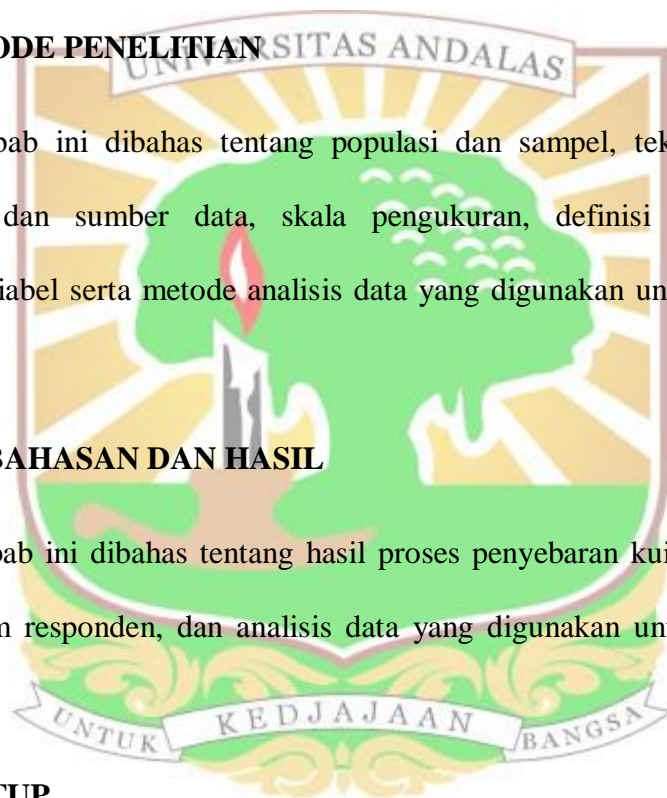 ODE PENELITIAN
UNIVERSITAS ANDALAS
bab ini dibahas tentang populasi dan sampel, tek
dan sumber data, skala pengukuran, definisi
iabel serta metode analisis data yang digunakan un
BAHASAN DAN HASIL
bab ini dibahas tentang hasil proses penyebaran kui
m responden, dan analisis data yang digunakan un
UNTUK KEDJAJAAN BANGSA
TUP